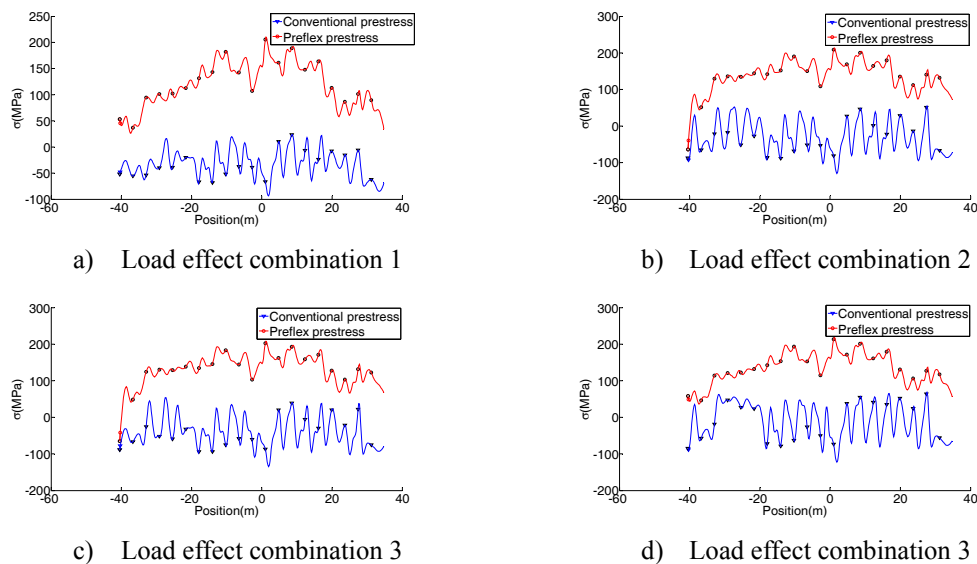 250
200
150
100
50
0
-50
-100
-60 -40 -20 0 20 40
σ(MPa)
Position(m)
Conventional prestress
Preflex prestress
a) Load effect combination 1
300
200
100
0
-100
-200
-60 -40 -20 0 20 40
σ(MPa)
Position(m)
Conventional prestress
Preflex prestress
b) Load effect combination 2
300
200
100
0
-100
-200
-60 -40 -20 0 20 40
σ(MPa)
Position(m)
Conventional prestress
Preflex prestress
c) Load effect combination 3
300
200
100
0
-100
-200
-60 -40 -20 0 20 40
σ(MPa)
Position(m)
Conventional prestress
Preflex prestress
d) Load effect combination 3